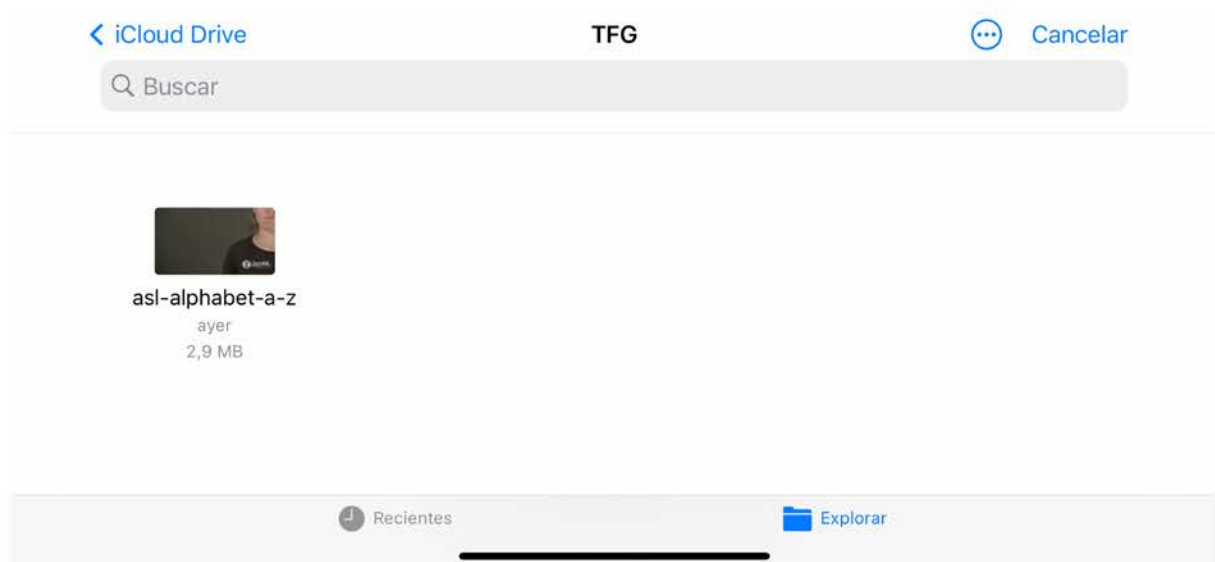 iCloud Drive
TFG
Cancelar
Buscar
asl-alphabet-a-z
ayer
2,9 MB
Recientes
Explorar